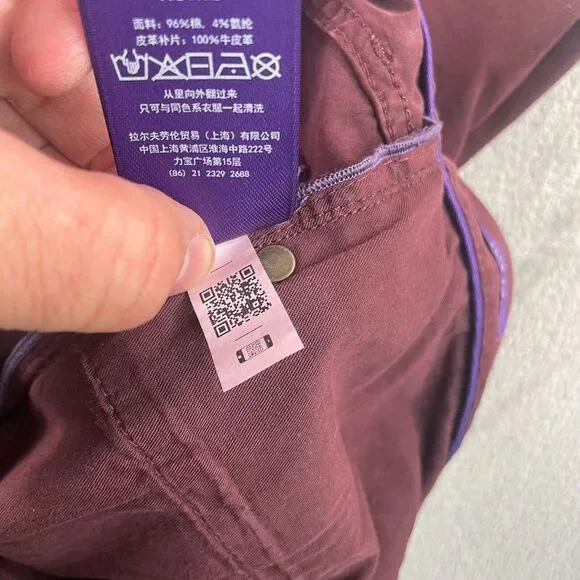 面料：96%棉，4%氨纶
皮革补片：100%牛皮革
从里向外翻过来
只可与同色系衣服一起清洗
拉尔夫劳伦贸易（上海）有限公司
中国上海黄浦区淮海中路222号
力宝广场第15层
(86) 21 2329 2688